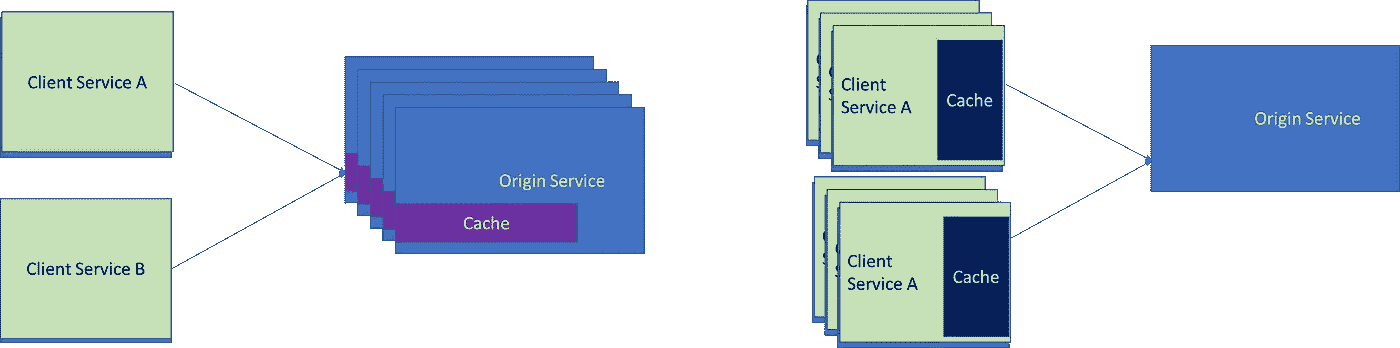 Client Service A
Client Service B
Origin Service
Cache
Client
Service A
Cache
Client
Service A
Cache
Origin Service